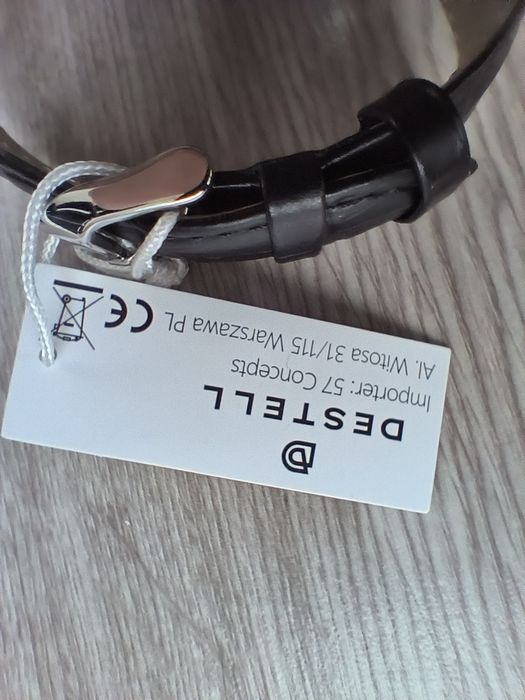 DESTELL
Importer: 57 Concepts
Al. Witosa 31/115 Warszawa PL
CE